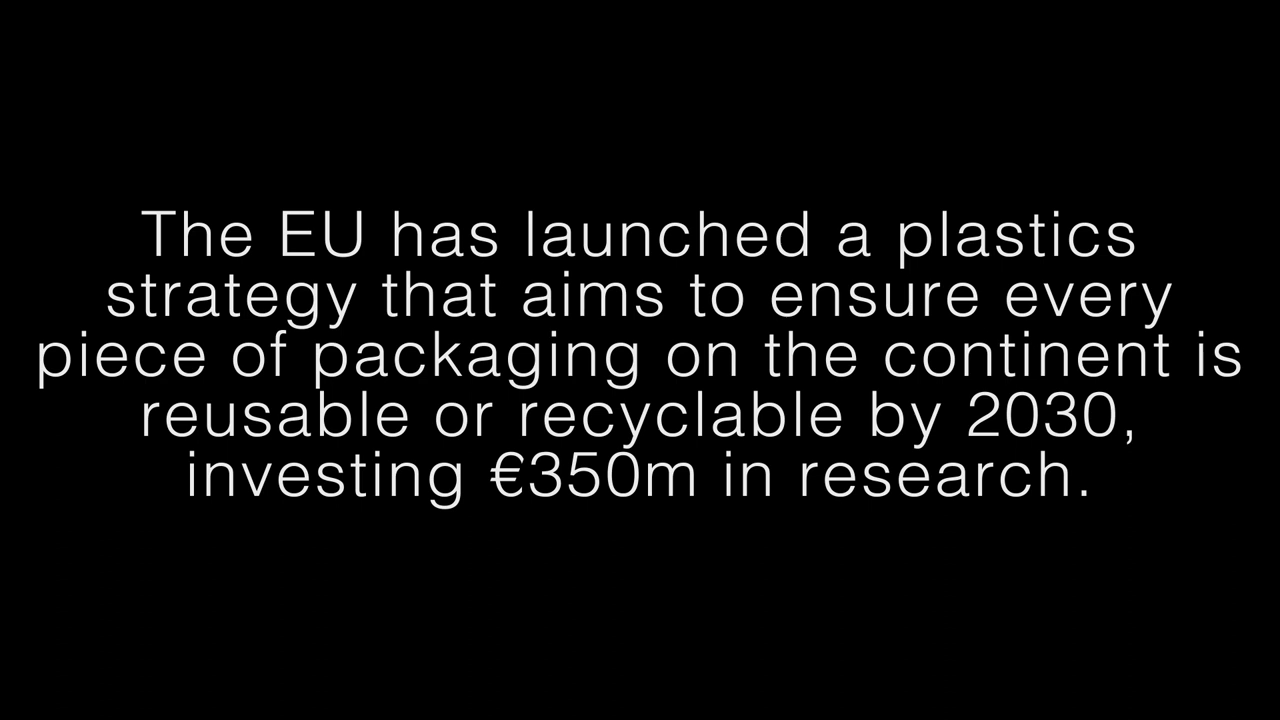 The EU has launched a plastics
strategy that aims to ensure every
piece of packaging on the continent is
reusable or recyclable by 2030,
investing €350m in research.